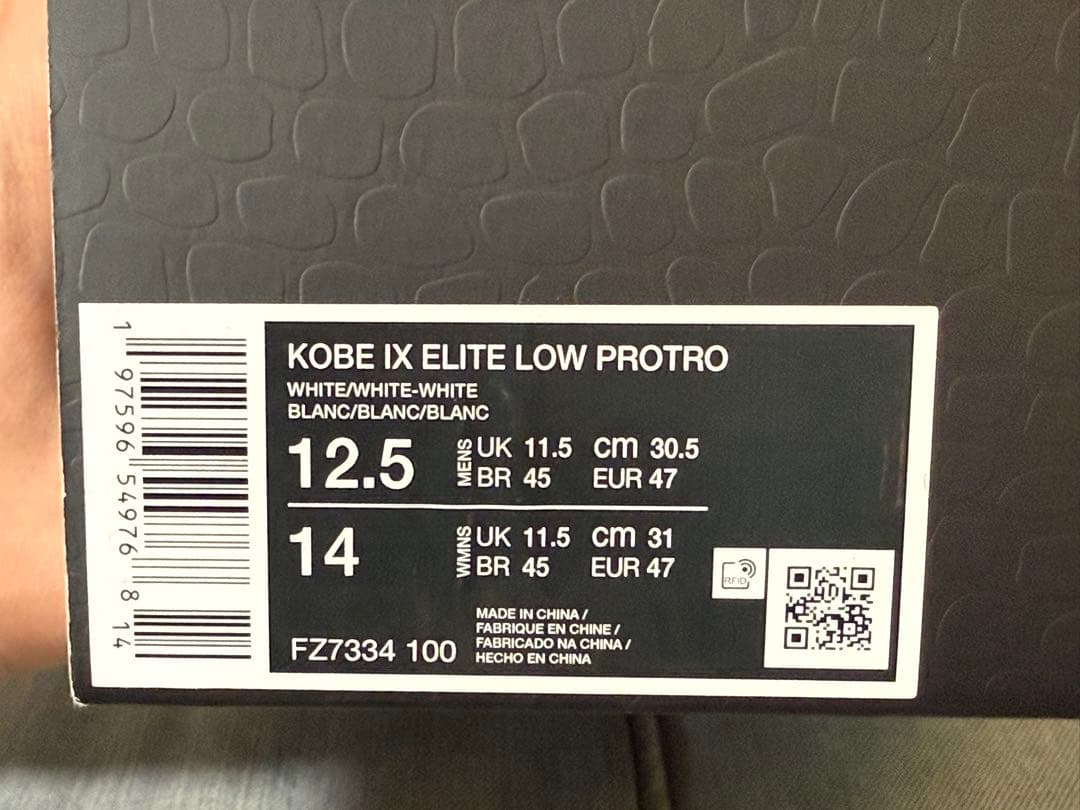 KOBE IX ELITE LOW PROTRO
WHITE/WHITE-WHITE
BLANC/BLANC/BLANC
12.5 MENS UK 11.5 cm 30.5
BR 45 EUR 47
14 WMNS UK 11.5 cm 31
BR 45 EUR 47
RFID
FZ7334 100
MADE IN CHINA /
FABRIQUE EN CHINE /
FABRICADO NA CHINA /
HECHO EN CHINA
1 97596 54976 8 14